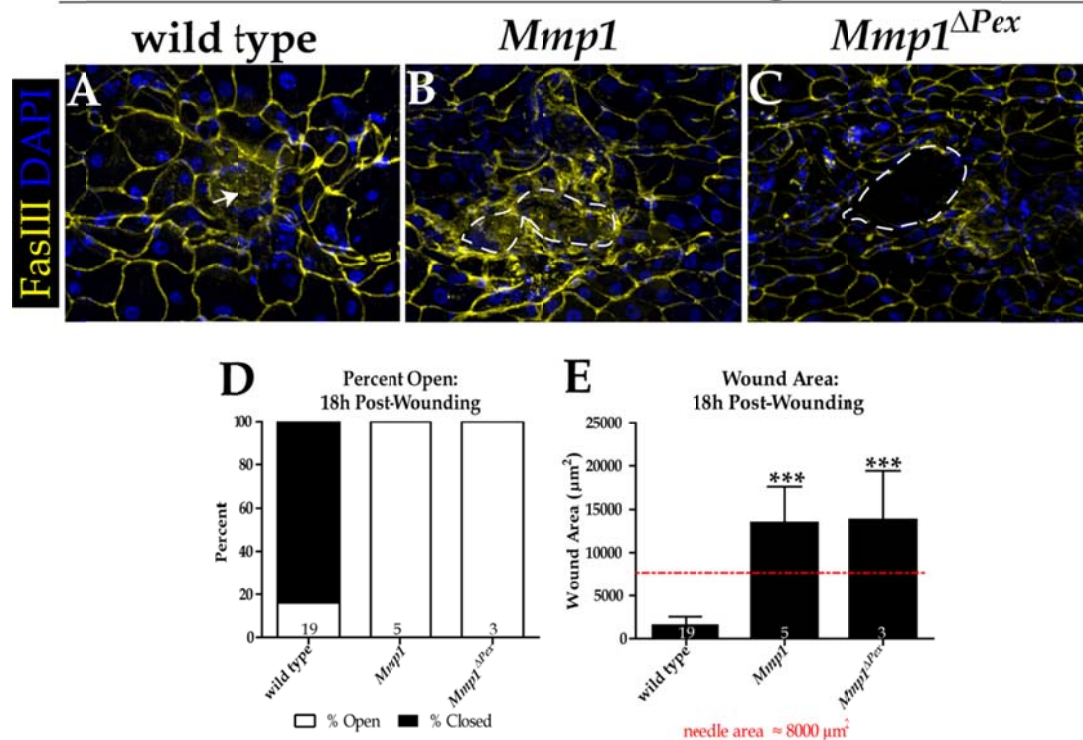 wild type Mmp1 Mmp1ΔPex
FasIII DAPI
A B C
D
Percent Open:
18h Post-Wounding
Percent
100
80
60
40
20
0
19 5 3
wild type Mmp1 Mmp1ΔPex
% Open % Closed
E
Wound Area:
18h Post-Wounding
Wound Area (µm²)
25000
20000
15000
10000
5000
0
*** ***
19 5 3
wild type Mmp1 Mmp1ΔPex
needle area ≈ 8000 µm²